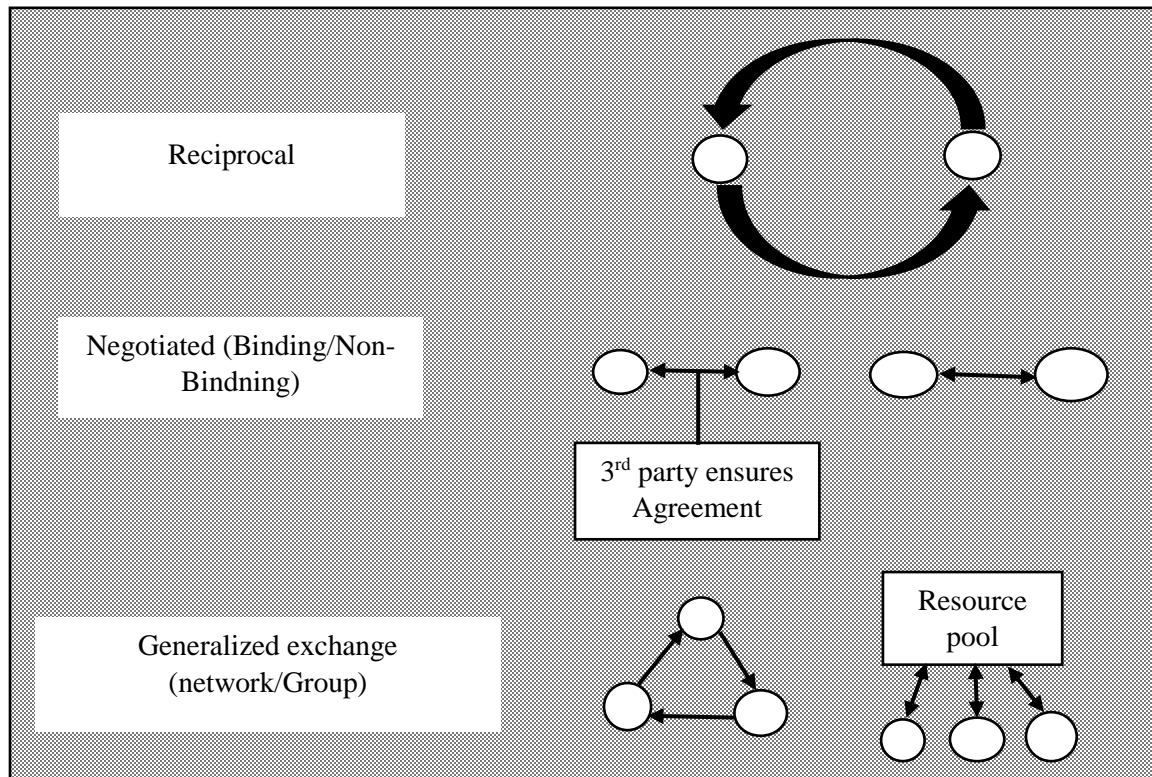 Reciprocal
Negotiated (Binding/Non-
Bindning)
3rd party ensures
Agreement
Resource
pool
Generalized exchange
(network/Group)